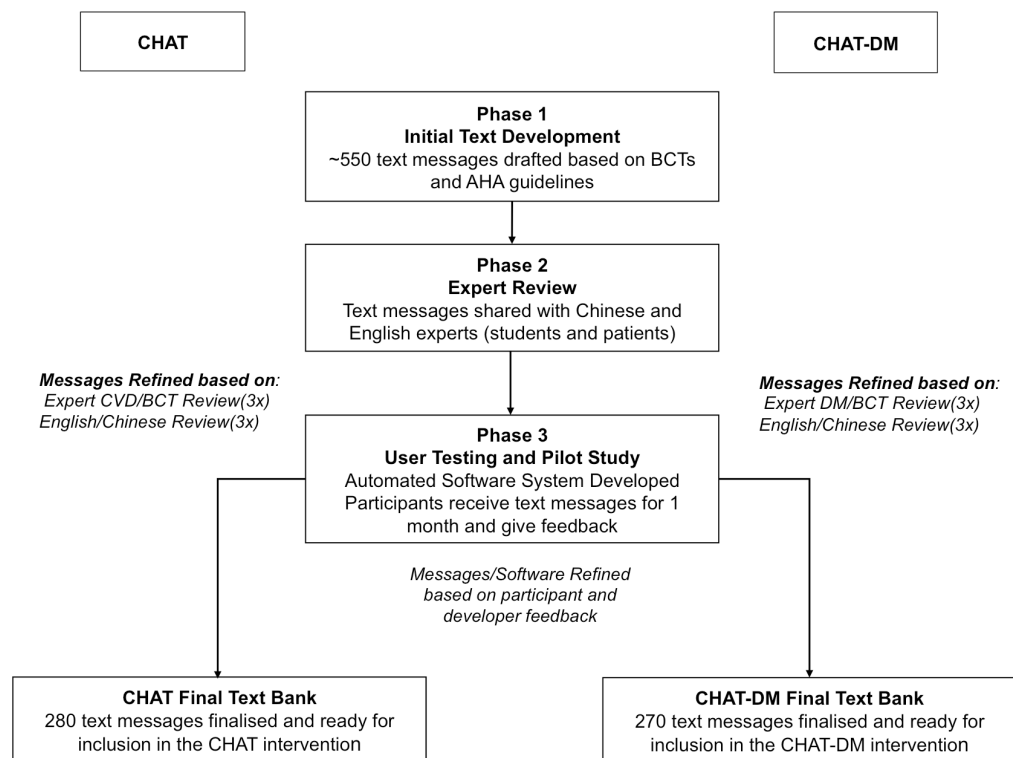 CHAT
CHAT-DM
Phase 1
Initial Text Development
~550 text messages drafted based on BCTs
and AHA guidelines
Phase 2
Expert Review
Text messages shared with Chinese and
English experts (students and patients)
Messages Refined based on:
Expert CVD/BCT Review(3x)
English/Chinese Review(3x)
Messages Refined based on:
Expert DM/BCT Review(3x)
English/Chinese Review(3x)
Phase 3
User Testing and Pilot Study
Automated Software System Developed
Participants receive text messages for 1
month and give feedback
Messages/Software Refined
based on participant and
developer feedback
CHAT Final Text Bank
280 text messages finalised and ready for
inclusion in the CHAT intervention
CHAT-DM Final Text Bank
270 text messages finalised and ready for
inclusion in the CHAT-DM intervention